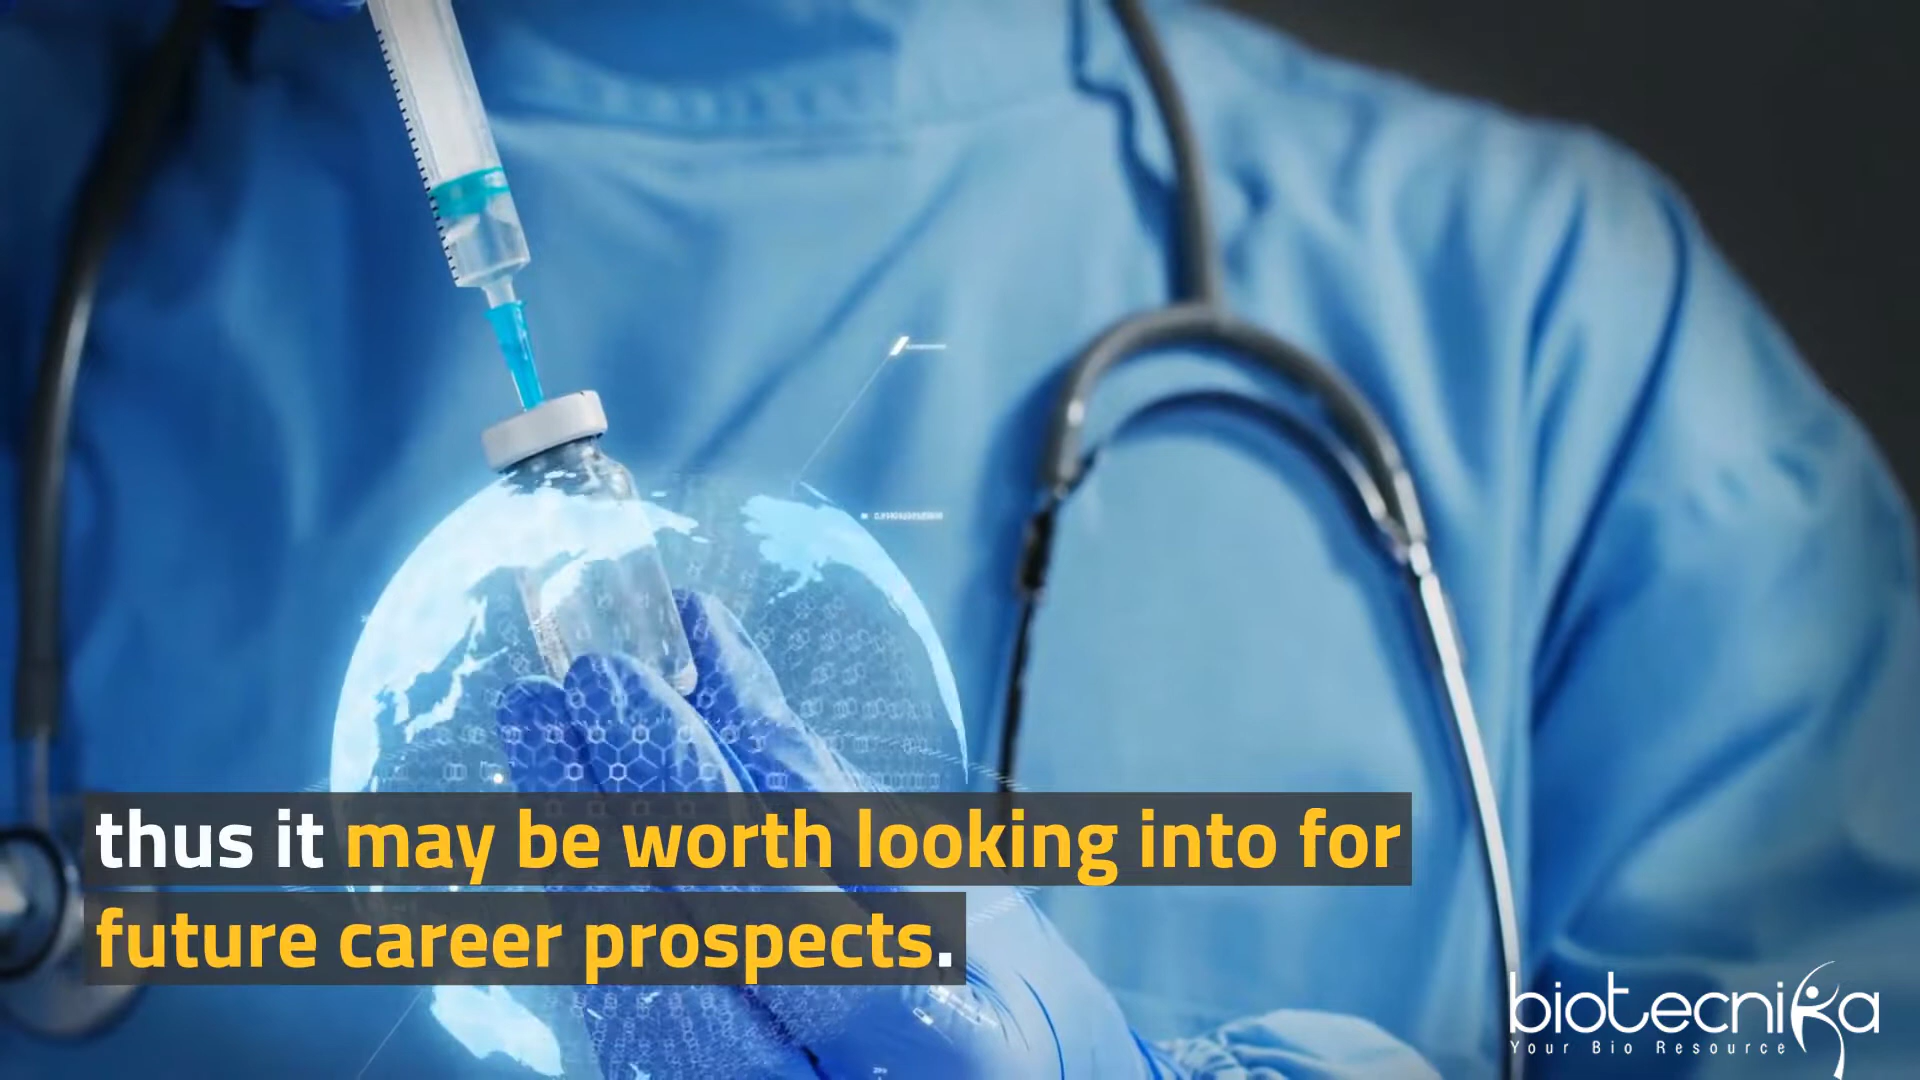 thus it may be worth looking into for
future career prospects.
biotecnika
Your Bio Resource